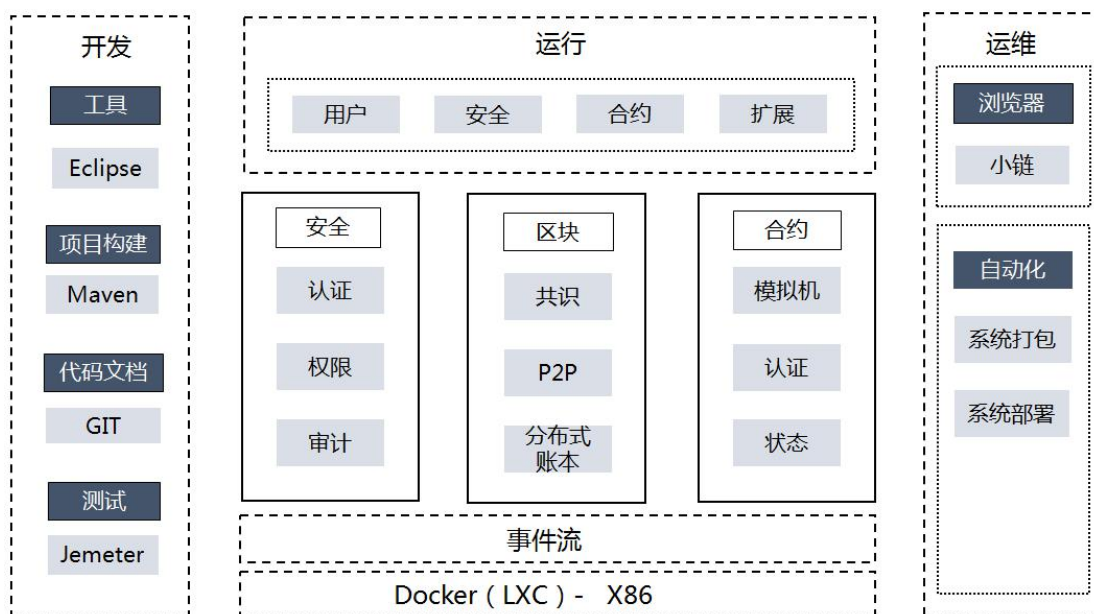 开发
工具
Eclipse
项目构建
Maven
代码文档
GIT
测试
Jemeter
运行
用户
安全
合约
扩展
安全
认证
权限
审计
区块
共识
P2P
分布式
账本
合约
模拟机
认证
状态
事件流
Docker（LXC）- X86
运维
浏览器
小链
自动化
系统打包
系统部署